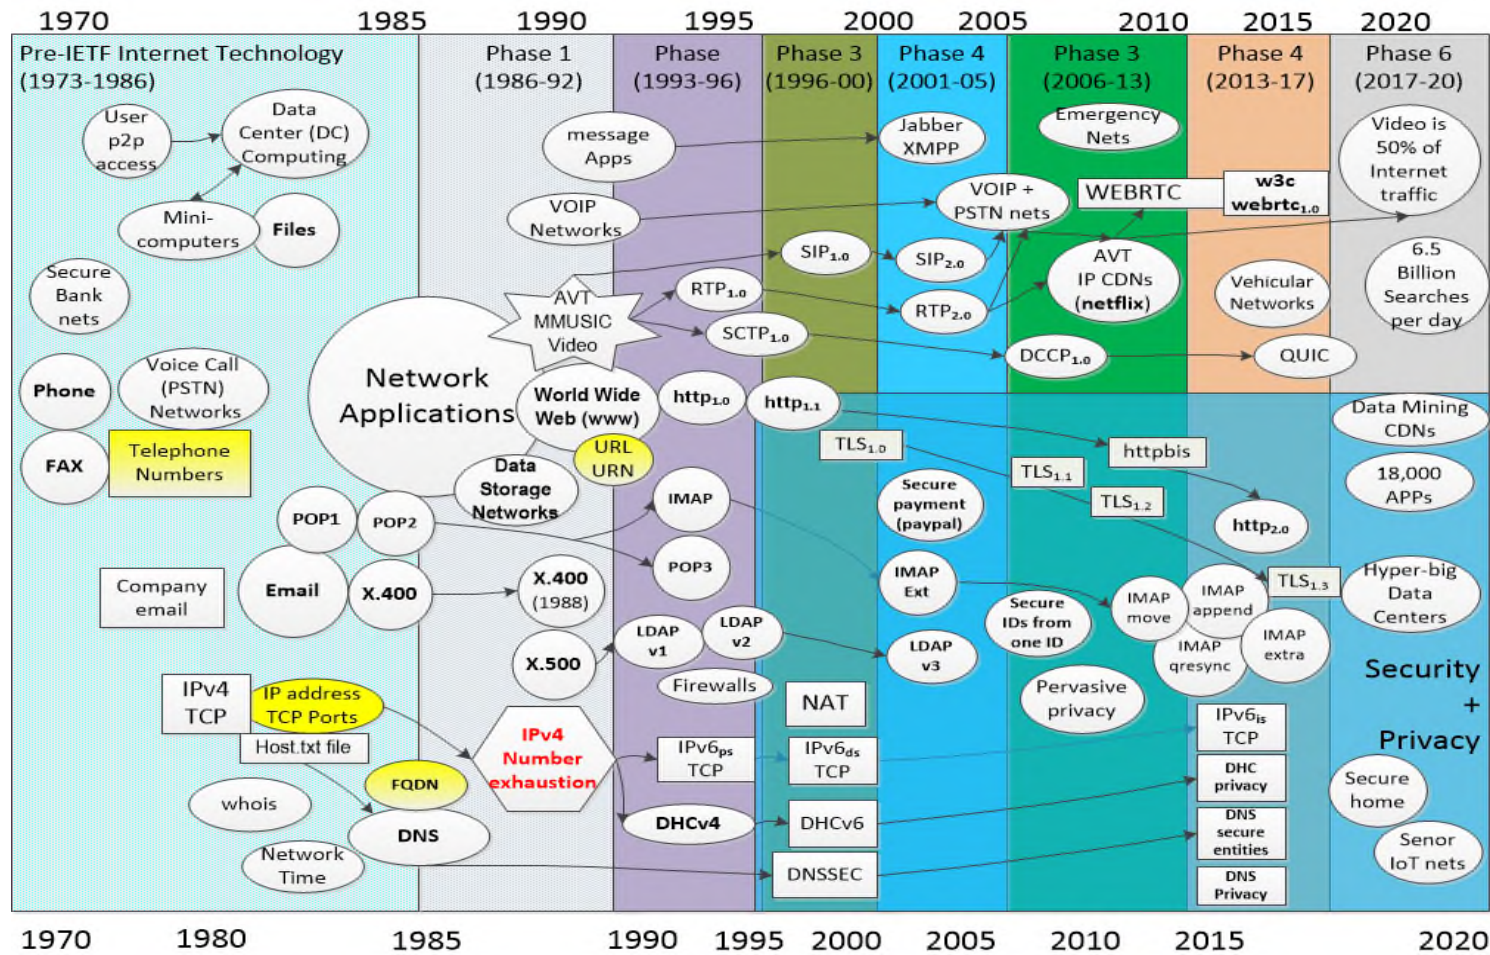 1970 1985 1990 1995 2000 2005 2010 2015 2020
Pre-IETF Internet Technology
(1973-1986)
Phase 1
(1986-92)
Phase
(1993-96)
Phase 3
(1996-00)
Phase 4
(2001-05)
Phase 3
(2006-13)
Phase 4
(2013-17)
Phase 6
(2017-20)
User
p2p
access
Data
Center (DC)
Computing
Mini-
computers
Files
Secure
Bank
nets
Phone
Voice Call
(PSTN)
Networks
FAX
Telephone
Numbers
Network
Applications
message
Apps
VOIP
Networks
AVT
MMUSIC
Video
World Wide
Web (www)
URL
URN
Data
Storage
Networks
RTP1.0
SCTP1.0
SIP1.0
http1.0
http1.1
TLS1.0
Jabber
XMPP
VOIP +
PSTN nets
SIP2.0
RTP2.0
Emergency
Nets
WEBRTC
w3c
webrtc1.0
AVT
IP CDNs
(netflix)
DCCP1.0
QUIC
Vehicular
Networks
Video is
50% of
Internet
traffic
6.5
Billion
Searches
per day
Data Mining
CDNs
18,000
APPs
httpbis
TLS1.1
TLS1.2
http2.0
TLS1.3
Secure
payment
(paypal)
POP1
POP2
IMAP
POP3
IMAP
Ext
Company
email
Email
X.400
X.400
(1988)
X.500
LDAP
v1
LDAP
v2
LDAP
v3
Secure
IDs from
one ID
IMAP
move
IMAP
append
IMAP
qresync
IMAP
extra
Hyper-big
Data
Centers
Firewalls
NAT
Pervasive
privacy
Security
+
Privacy
IPv4
TCP
IP address
TCP Ports
Host.txt file
IPv4
Number
exhaustion
IPv6ps
TCP
IPv6ds
TCP
IPv6is
TCP
FQDN
whois
DNS
Network
Time
DHCv4
DHCv6
DNSSEC
DHC
privacy
DNS
secure
entities
DNS
Privacy
Secure
home
Senor
IoT nets
1970 1980 1985 1990 1995 2000 2005 2010 2015 2020